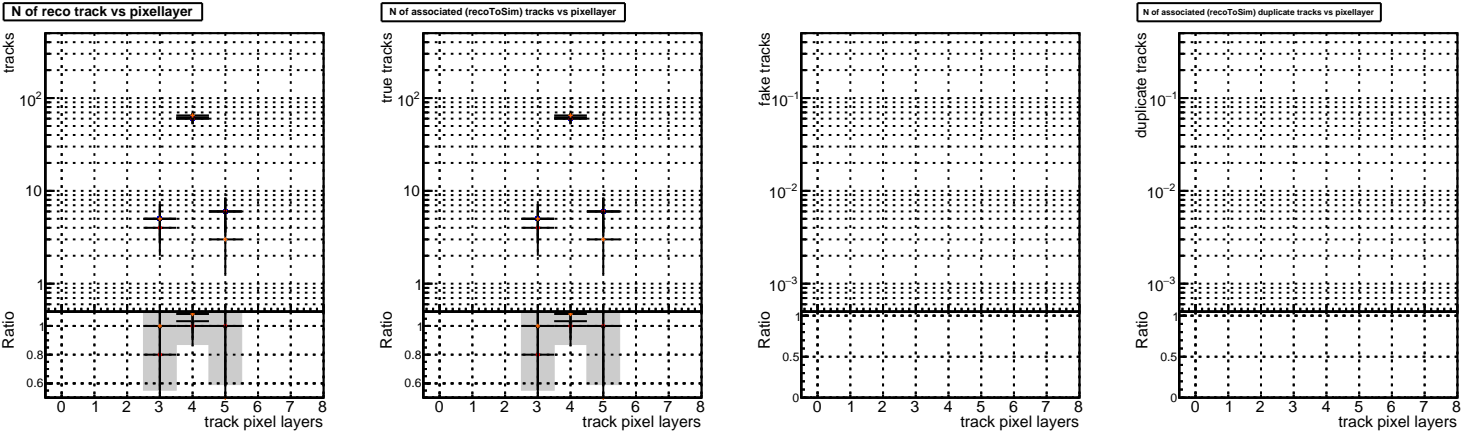 N of reco track vs pixellayer
tracks
10²
10
1
Ratio
1
0.8
0.6
0 1 2 3 4 5 6 7 8
track pixel layers
N of associated (recoToSim) tracks vs pixellayer
true tracks
10²
10
1
Ratio
1
0.8
0.6
0 1 2 3 4 5 6 7 8
track pixel layers
fake tracks
10⁻¹
10⁻²
10⁻³
Ratio
1
0.5
0
0 1 2 3 4 5 6 7 8
track pixel layers
N of associated (recoToSim) duplicate tracks vs pixellayer
duplicate tracks
10⁻¹
10⁻²
10⁻³
Ratio
1
0.5
0
0 1 2 3 4 5 6 7 8
track pixel layers